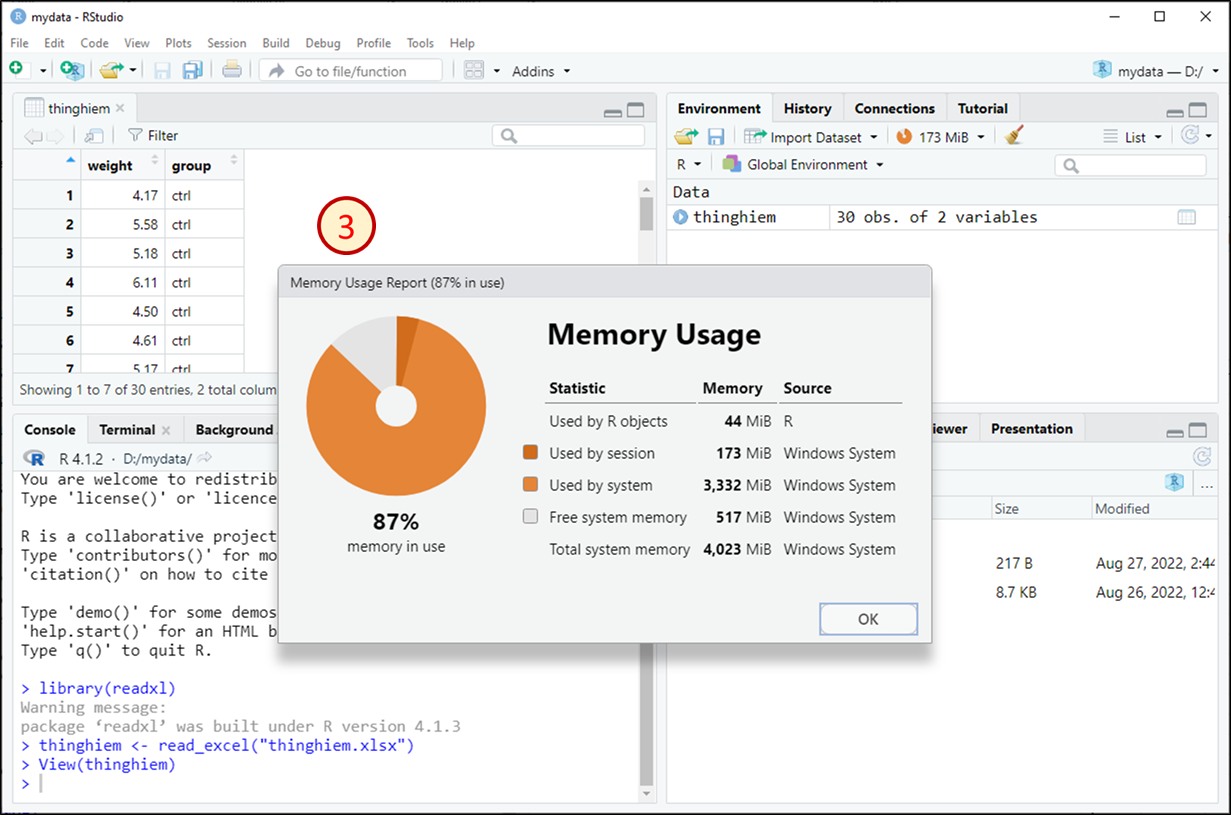 mydata - RStudio
File Edit Code View Plots Session Build Debug Profile Tools Help
Go to file/function Addins mydata — D:/
thinghiem
Filter
weight group
1 4.17 ctrl
2 5.58 ctrl
3 5.18 ctrl
4 6.11 ctrl
5 4.50 ctrl
6 4.61 ctrl
7 5.17 ctrl
Showing 1 to 7 of 30 entries, 2 total colum
3
Environment History Connections Tutorial
Import Dataset 173 MiB List
R Global Environment
Data
thinghiem 30 obs. of 2 variables
Memory Usage Report (87% in use)
87%
memory in use
Memory Usage
Statistic Memory Source
Used by R objects 44 MiB R
Used by session 173 MiB Windows System
Used by system 3,332 MiB Windows System
Free system memory 517 MiB Windows System
Total system memory 4,023 MiB Windows System
OK
Console Terminal Background
R 4.1.2 · D:/mydata/
You are welcome to redistrib
Type 'license()' or 'licence
R is a collaborative project
Type 'contributors()' for mo
'citation()' on how to cite
Type 'demo()' for some demos
'help.start()' for an HTML b
Type 'q()' to quit R.
> library(readxl)
Warning message:
package ‘readxl’ was built under R version 4.1.3
> thinghiem <- read_excel("thinghiem.xlsx")
> View(thinghiem)
>
iewer Presentation
...
Size Modified
217 B Aug 27, 2022, 2:44
8.7 KB Aug 26, 2022, 12:4